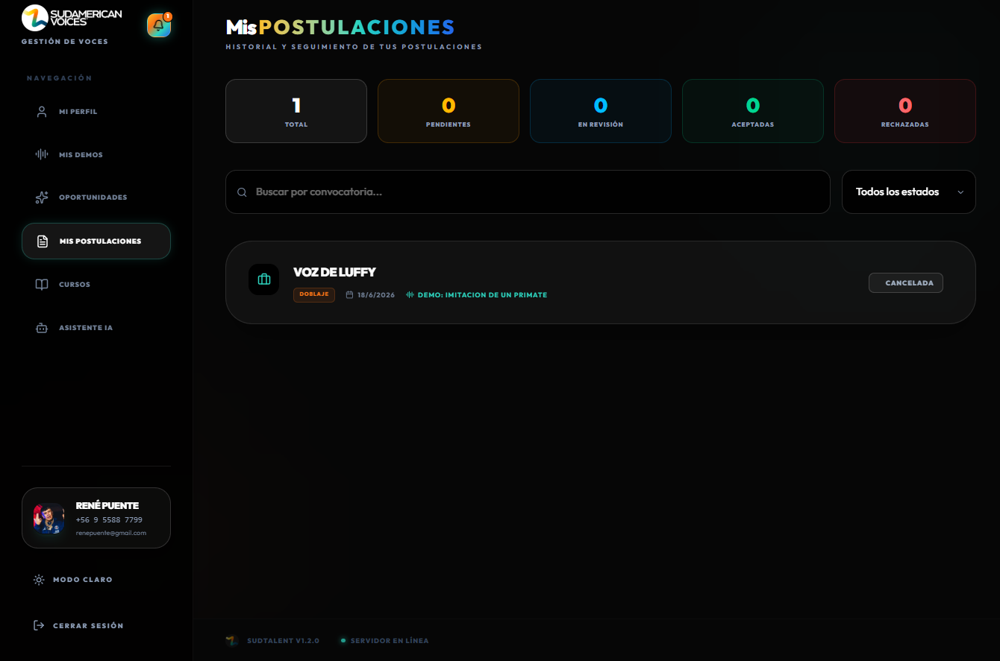 SUDAMERICAN
VOICES
GESTIÓN DE VOCES
1
NAVEGACIÓN
MI PERFIL
MIS DEMOS
OPORTUNIDADES
MIS POSTULACIONES
CURSOS
ASISTENTE IA
RENÉ PUENTE
+56 9 5588 7799
renepuente@gmail.com
MODO CLARO
CERRAR SESIÓN
Mis POSTULACIONES
HISTORIAL Y SEGUIMIENTO DE TUS POSTULACIONES
1
TOTAL
0
PENDIENTES
0
EN REVISIÓN
0
ACEPTADAS
0
RECHAZADAS
Buscar por convocatoria...
Todos los estados
VOZ DE LUFFY
DOBLAJE 18/6/2026 DEMO: IMITACION DE UN PRIMATE
CANCELADA
SUDTALENT V1.2.0 SERVIDOR EN LÍNEA